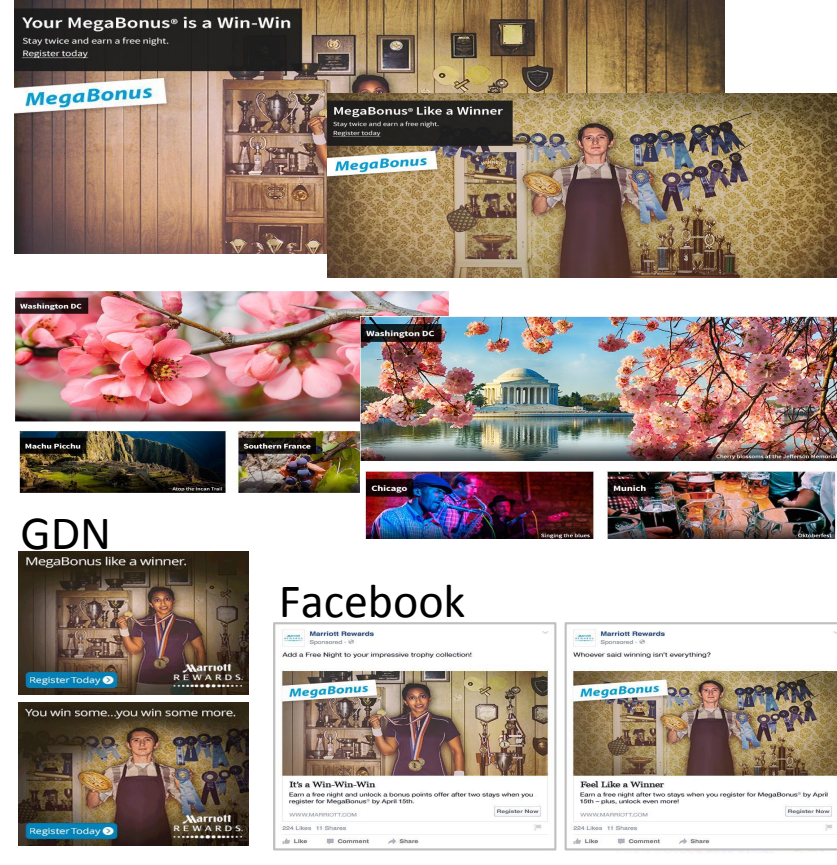 Your MegaBonus® is a Win-Win
Stay twice and earn a free night.
Register today
MegaBonus
MegaBonus® Like a Winner
Stay twice and earn a free night.
Register today
MegaBonus
Washington DC
Washington DC
Cherry blossoms at the Jefferson Memorial
Machu Picchu
Atop the Incan Trail
Southern France
Chicago
Singing the blues
Munich
Oktoberfest
GDN
MegaBonus like a winner.
Marriott
REWARDS.
Register Today
You win some...you win some more.
Marriott
REWARDS.
Register Today
Facebook
Marriott Rewards
Sponsored ·
Add a Free Night to your impressive trophy collection!
MegaBonus
It's a Win-Win-Win
Earn a free night and unlock a bonus points offer after two stays when you
register for MegaBonus® by April 15th.
WWW.MARRIOTT.COM
Register Now
224 Likes 11 Shares
Like Comment Share
Marriott Rewards
Sponsored ·
Whoever said winning isn't everything?
MegaBonus
Feel Like a Winner
Earn a free night after two stays when you register for MegaBonus® by April
15th – plus, unlock even more!
WWW.MARRIOTT.COM
Register Now
224 Likes 11 Shares
Like Comment Share